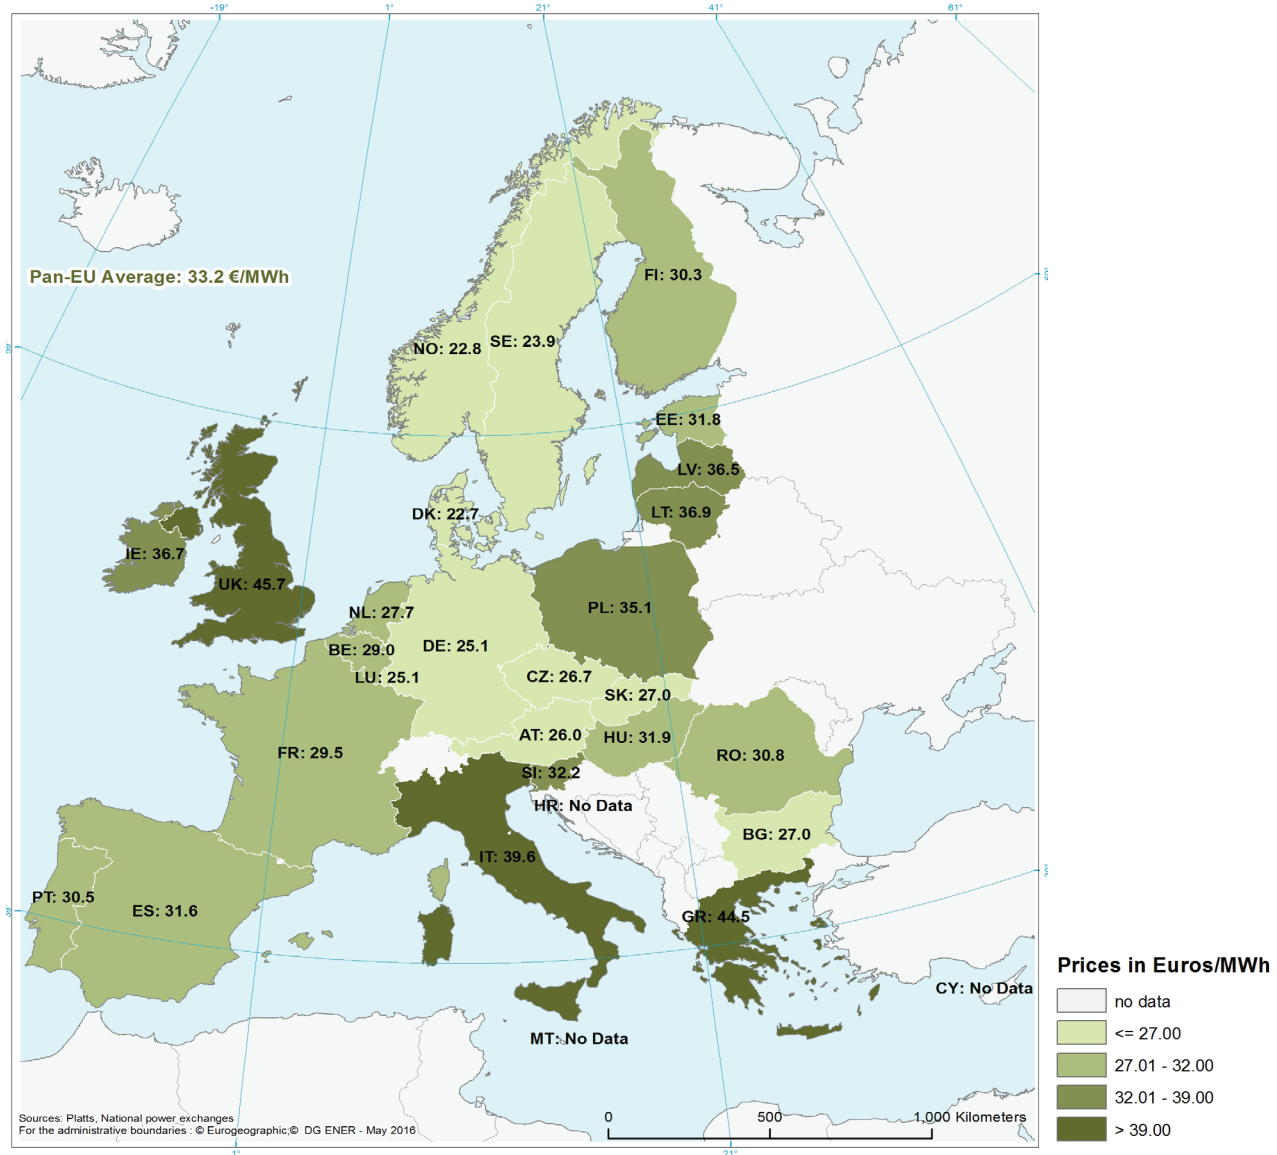 -19°
1°
21°
41°
61°
Pan-EU Average: 33.2 €/MWh
FI: 30.3
NO: 22.8
SE: 23.9
EE: 31.8
LV: 36.5
LT: 36.9
DK: 22.7
IE: 36.7
UK: 45.7
PL: 35.1
NL: 27.7
BE: 29.0
DE: 25.1
LU: 25.1
CZ: 26.7
SK: 27.0
AT: 26.0
HU: 31.9
FR: 29.5
RO: 30.8
SI: 32.2
HR: No Data
BG: 27.0
IT: 39.6
PT: 30.5
ES: 31.6
GR: 44.5
CY: No Data
MT: No Data
Prices in Euros/MWh
no data
<= 27.00
27.01 - 32.00
32.01 - 39.00
> 39.00
0
500
1,000 Kilometers
Sources: Platts, National power exchanges
For the administrative boundaries : © Eurogeographic;© DG ENER - May 2016
1°
21°